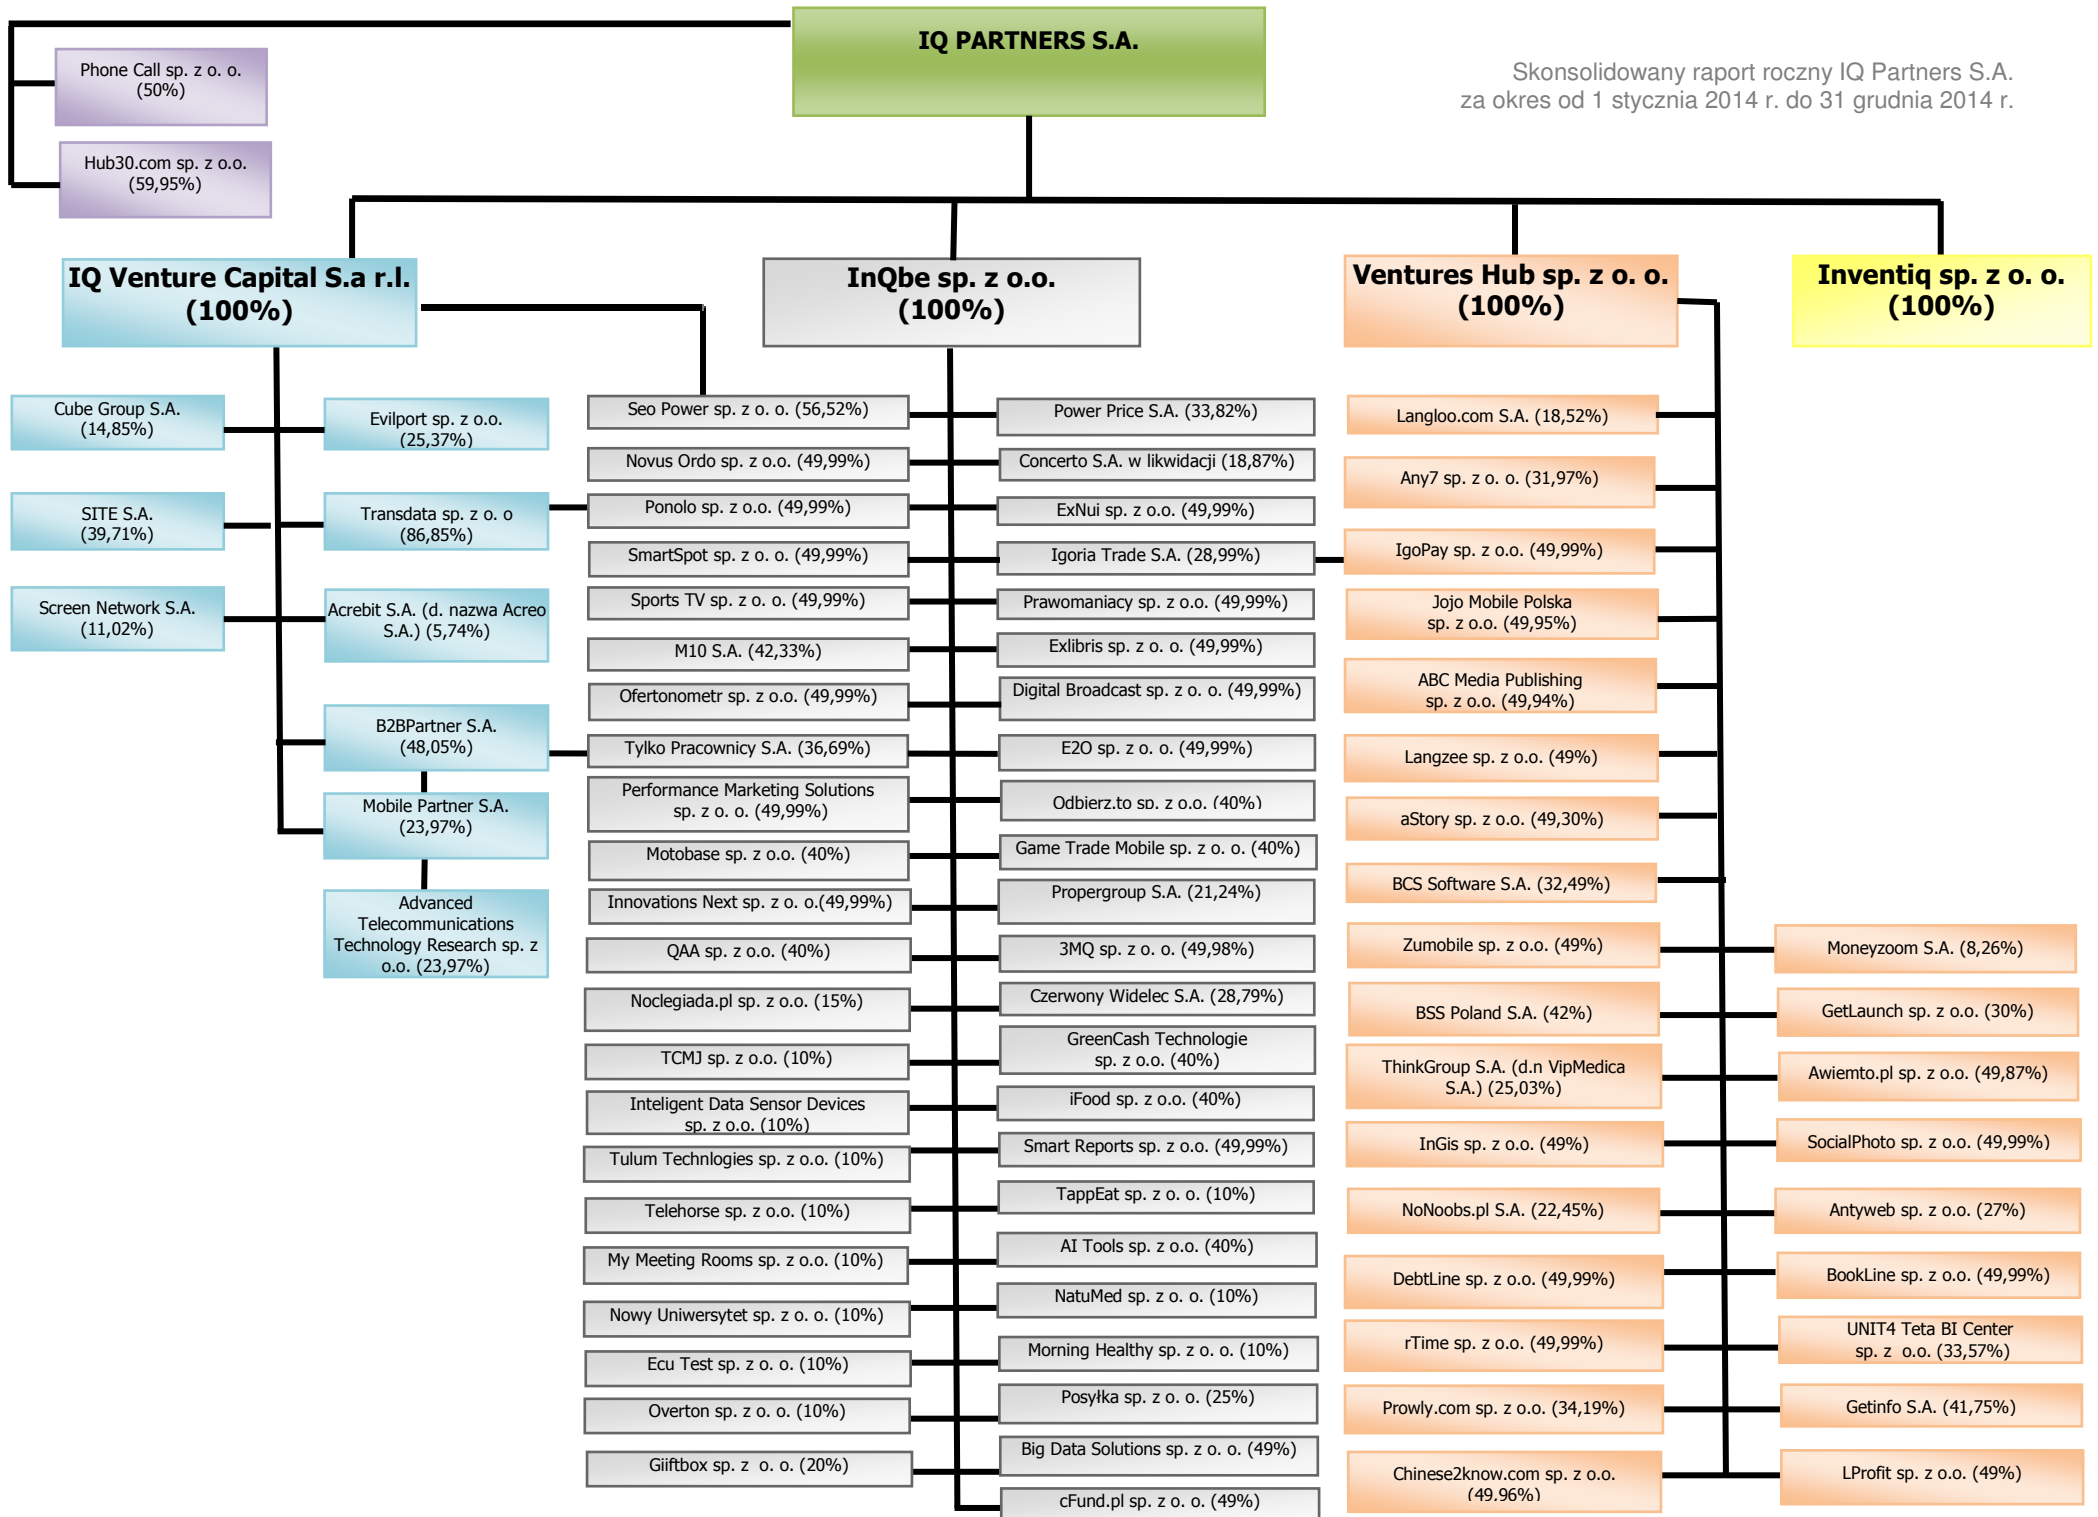 IQ PARTNERS S.A.
Skonsolidowany raport roczny IQ Partners S.A.
za okres od 1 stycznia 2014 r. do 31 grudnia 2014 r.
Phone Call sp. z o. o.
(50%)
Hub30.com sp. z o.o.
(59,95%)
IQ Venture Capital S.a r.l.
(100%)
InQbe sp. z o.o.
(100%)
Ventures Hub sp. z o. o.
(100%)
Inventiq sp. z o. o.
(100%)
Cube Group S.A.
(14,85%)
Evilport sp. z o.o.
(25,37%)
SITE S.A.
(39,71%)
Transdata sp. z o. o
(86,85%)
Screen Network S.A.
(11,02%)
Acrebit S.A. (d. nazwa Acreo
S.A.) (5,74%)
B2BPartner S.A.
(48,05%)
Mobile Partner S.A.
(23,97%)
Advanced
Telecommunications
Technology Research sp. z
o.o. (23,97%)
Seo Power sp. z o. o. (56,52%)
Novus Ordo sp. z o.o. (49,99%)
Ponolo sp. z o.o. (49,99%)
SmartSpot sp. z o. o. (49,99%)
Sports TV sp. z o. o. (49,99%)
M10 S.A. (42,33%)
Ofertonometr sp. z o.o. (49,99%)
Tylko Pracownicy S.A. (36,69%)
Performance Marketing Solutions
sp. z o. o. (49,99%)
Motobase sp. z o.o. (40%)
Innovations Next sp. z o. o.(49,99%)
QAA sp. z o.o. (40%)
Noclegiada.pl sp. z o.o. (15%)
TCMJ sp. z o.o. (10%)
Inteligent Data Sensor Devices
sp. z o.o. (10%)
Tulum Technlogies sp. z o.o. (10%)
Telehorse sp. z o.o. (10%)
My Meeting Rooms sp. z o.o. (10%)
Nowy Uniwersytet sp. z o. o. (10%)
Ecu Test sp. z o. o. (10%)
Overton sp. z o. o. (10%)
Giiftbox sp. z  o. o. (20%)
Power Price S.A. (33,82%)
Concerto S.A. w likwidacji (18,87%)
ExNui sp. z o.o. (49,99%)
Igoria Trade S.A. (28,99%)
Prawomaniacy sp. z o.o. (49,99%)
Exlibris sp. z o. o. (49,99%)
Digital Broadcast sp. z o. o. (49,99%)
E2O sp. z o. o. (49,99%)
Odbierz.to sp. z o.o. (40%)
Game Trade Mobile sp. z o. o. (40%)
Propergroup S.A. (21,24%)
3MQ sp. z o. o. (49,98%)
Czerwony Widelec S.A. (28,79%)
GreenCash Technologie
sp. z o.o. (40%)
iFood sp. z o.o. (40%)
Smart Reports sp. z o.o. (49,99%)
TappEat sp. z o. o. (10%)
AI Tools sp. z o.o. (40%)
NatuMed sp. z o. o. (10%)
Morning Healthy sp. z o. o. (10%)
Posyłka sp. z o. o. (25%)
Big Data Solutions sp. z o. o. (49%)
cFund.pl sp. z o. o. (49%)
Langloo.com S.A. (18,52%)
Any7 sp. z o. o. (31,97%)
IgoPay sp. z o.o. (49,99%)
Jojo Mobile Polska
sp. z o.o. (49,95%)
ABC Media Publishing
sp. z o.o. (49,94%)
Langzee sp. z o.o. (49%)
aStory sp. z o.o. (49,30%)
BCS Software S.A. (32,49%)
Zumobile sp. z o.o. (49%)
BSS Poland S.A. (42%)
ThinkGroup S.A. (d.n VipMedica
S.A.) (25,03%)
InGis sp. z o.o. (49%)
NoNoobs.pl S.A. (22,45%)
DebtLine sp. z o.o. (49,99%)
rTime sp. z o.o. (49,99%)
Prowly.com sp. z o.o. (34,19%)
Chinese2know.com sp. z o.o.
(49,96%)
Moneyzoom S.A. (8,26%)
GetLaunch sp. z o.o. (30%)
Awiemto.pl sp. z o.o. (49,87%)
SocialPhoto sp. z o.o. (49,99%)
Antyweb sp. z o.o. (27%)
BookLine sp. z o.o. (49,99%)
UNIT4 Teta BI Center
sp. z  o.o. (33,57%)
Getinfo S.A. (41,75%)
LProfit sp. z o.o. (49%)